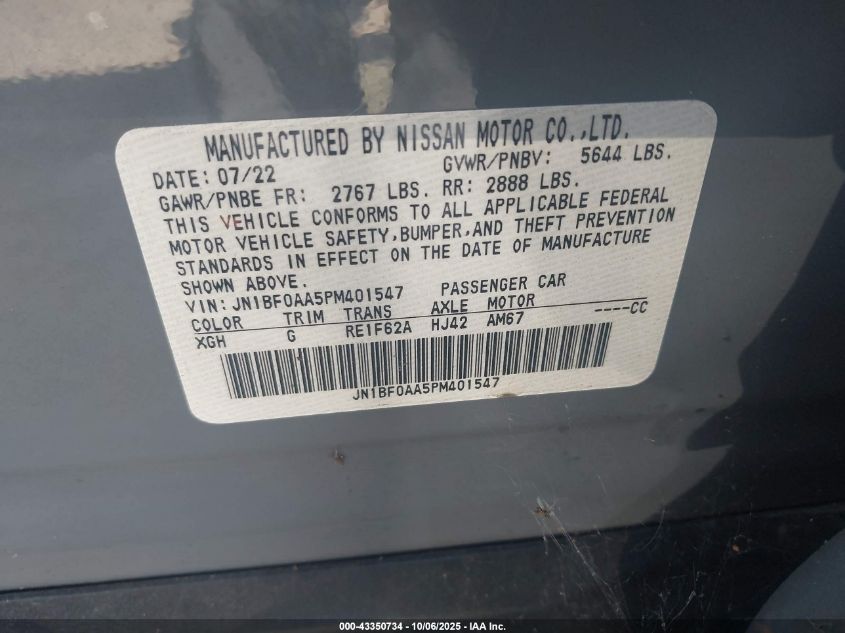 MANUFACTURED BY NISSAN MOTOR CO.,LTD.
DATE: 07/22 GVWR/PNBV: 5644 LBS.
GAWR/PNBE FR: 2767 LBS. RR: 2888 LBS.
THIS VEHICLE CONFORMS TO ALL APPLICABLE FEDERAL
MOTOR VEHICLE SAFETY,BUMPER,AND THEFT PREVENTION
STANDARDS IN EFFECT ON THE DATE OF MANUFACTURE
SHOWN ABOVE.
VIN: JN1BF0AA5PM401547 PASSENGER CAR
COLOR TRIM TRANS AXLE MOTOR
XGH G RE1F62A HJ42 AM67 ----CC
JN1BF0AA5PM401547
000-43350734 - 10/06/2025 - IAA Inc.